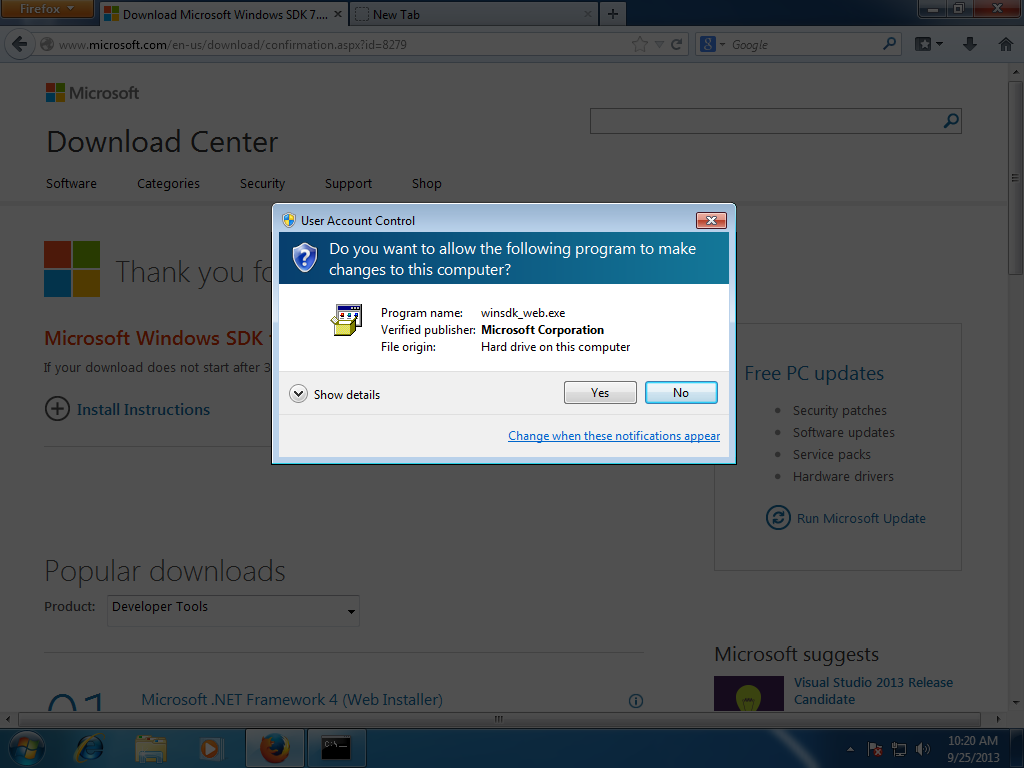 Firefox
Download Microsoft Windows SDK 7....
New Tab
www.microsoft.com/en-us/download/confirmation.aspx?id=8279
Google
Microsoft
Download Center
Software Categories Security Support Shop
User Account Control
Do you want to allow the following program to make
changes to this computer?
Program name: winsdk_web.exe
Verified publisher: Microsoft Corporation
File origin: Hard drive on this computer
Show details
Yes
No
Change when these notifications appear
Thank you fo
Microsoft Windows SDK
If your download does not start after 3
Install Instructions
Free PC updates
Security patches
Software updates
Service packs
Hardware drivers
Run Microsoft Update
Popular downloads
Product: Developer Tools
01
Microsoft .NET Framework 4 (Web Installer)
Microsoft suggests
Visual Studio 2013 Release
Candidate
C:\
10:20 AM
9/25/2013